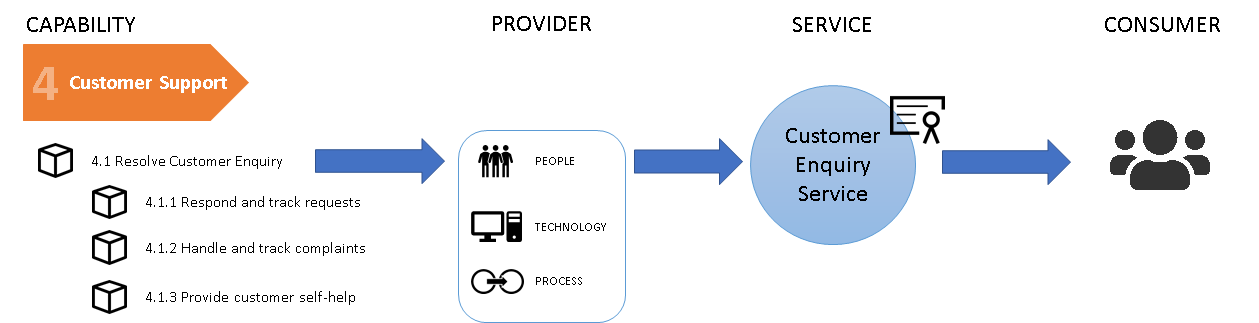 CAPABILITY
PROVIDER
SERVICE
CONSUMER
4 Customer Support
4.1 Resolve Customer Enquiry
4.1.1 Respond and track requests
4.1.2 Handle and track complaints
4.1.3 Provide customer self-help
PEOPLE
TECHNOLOGY
PROCESS
Customer
Enquiry
Service